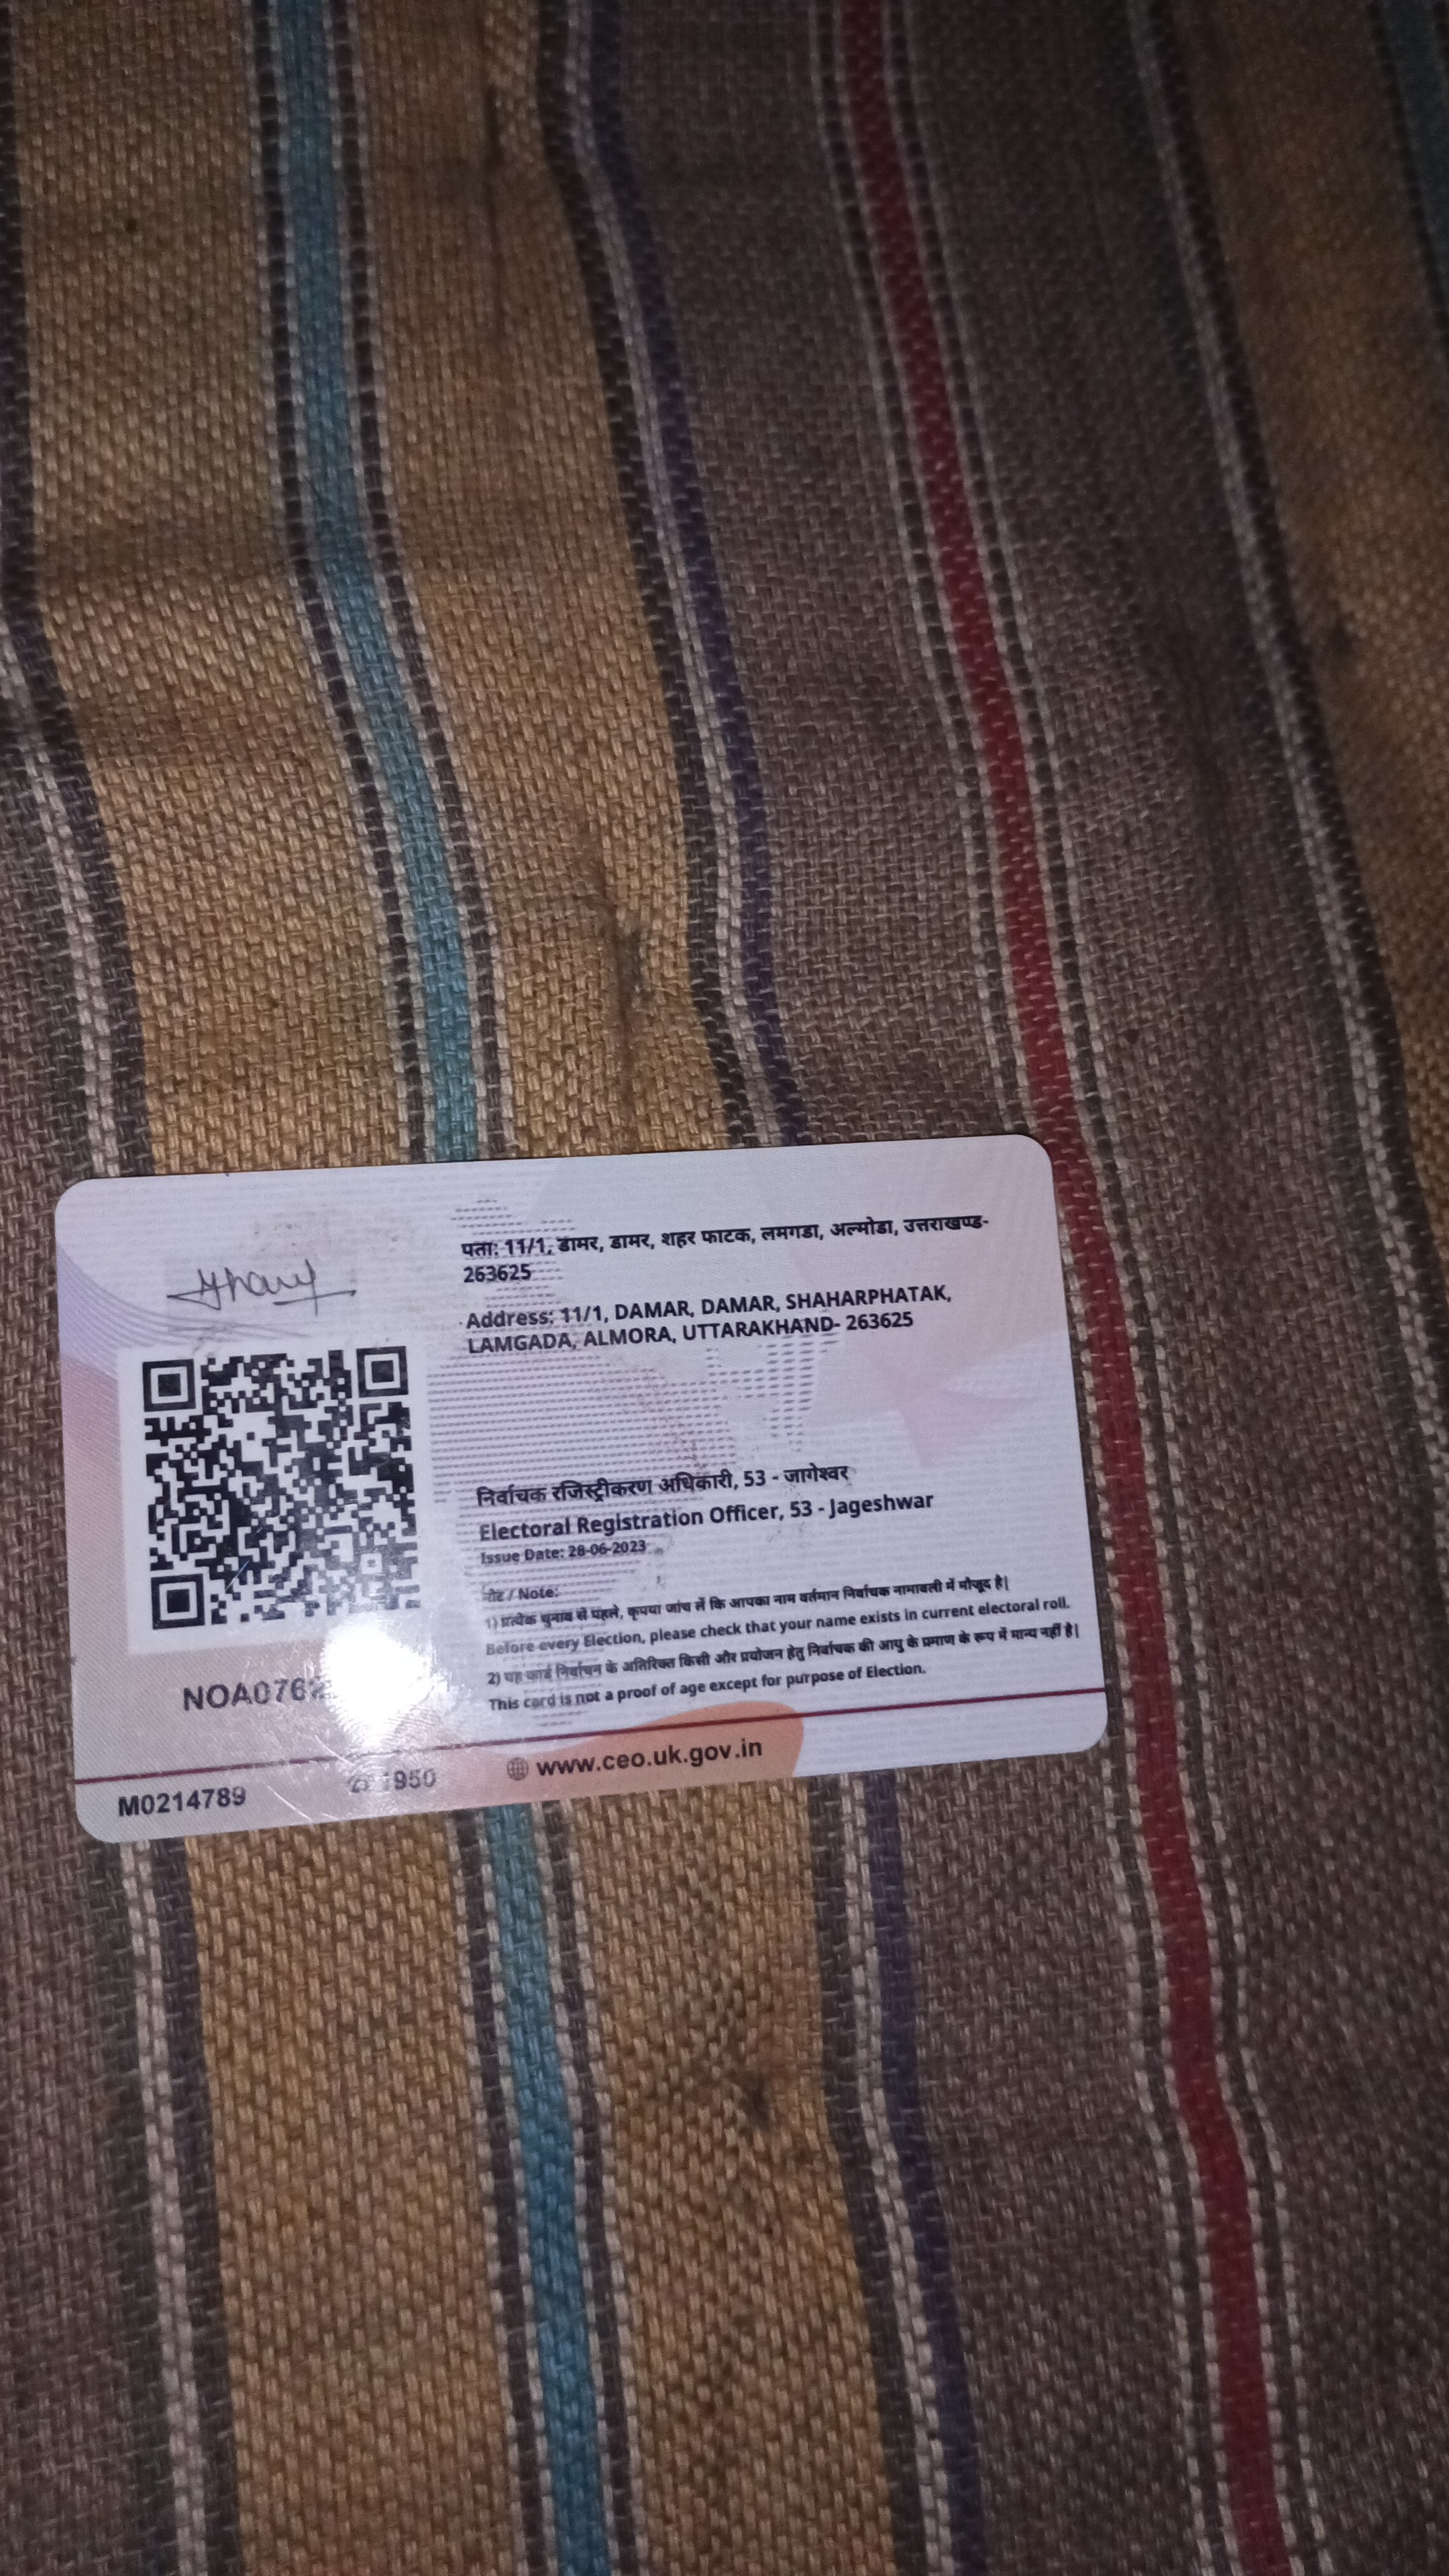 पता: 11/1, डामर, डामर, शहर फाटक, लमगडा, अल्मोडा, उत्तराखण्ड-
263625
Address: 11/1, DAMAR, DAMAR, SHAHARPHATAK,
LAMGADA, ALMORA, UTTARAKHAND- 263625
निर्वाचक रजिस्ट्रीकरण अधिकारी, 53 - जागेश्वर
Electoral Registration Officer, 53 - Jageshwar
Issue Date: 28-06-2023
नोट / Note:
1) प्रत्येक चुनाव से पहले, कृपया जांच लें कि आपका नाम वर्तमान निर्वाचक नामावली में मौजूद है|
Before every Election, please check that your name exists in current electoral roll.
2) यह कार्ड निर्वाचन के अतिरिक्त किसी और प्रयोजन हेतु निर्वाचक की आयु के प्रमाण के रूप में मान्य नहीं है|
This card is not a proof of age except for purpose of Election.
M0214789
1950
www.ceo.uk.gov.in